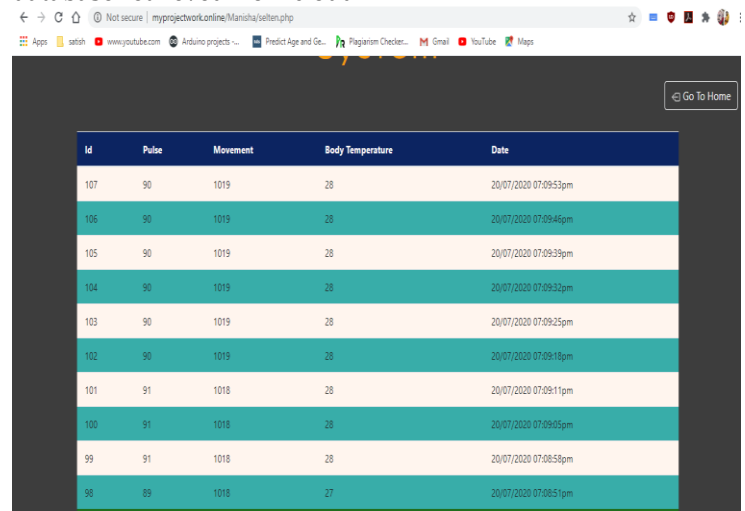 Not secure | myprojectwork.online/Manisha/selten.php
Apps satish www.youtube.com Arduino projects -... Predict Age and Ge... Plagiarism Checker... Gmail YouTube Maps
Go To Home
Id Pulse Movement Body Temperature Date
107 90 1019 28 20/07/2020 07:09:53pm
106 90 1019 28 20/07/2020 07:09:46pm
105 90 1019 28 20/07/2020 07:09:39pm
104 90 1019 28 20/07/2020 07:09:32pm
103 90 1019 28 20/07/2020 07:09:25pm
102 90 1019 28 20/07/2020 07:09:18pm
101 91 1018 28 20/07/2020 07:09:11pm
100 91 1018 28 20/07/2020 07:09:05pm
99 91 1018 28 20/07/2020 07:08:58pm
98 89 1018 27 20/07/2020 07:08:51pm